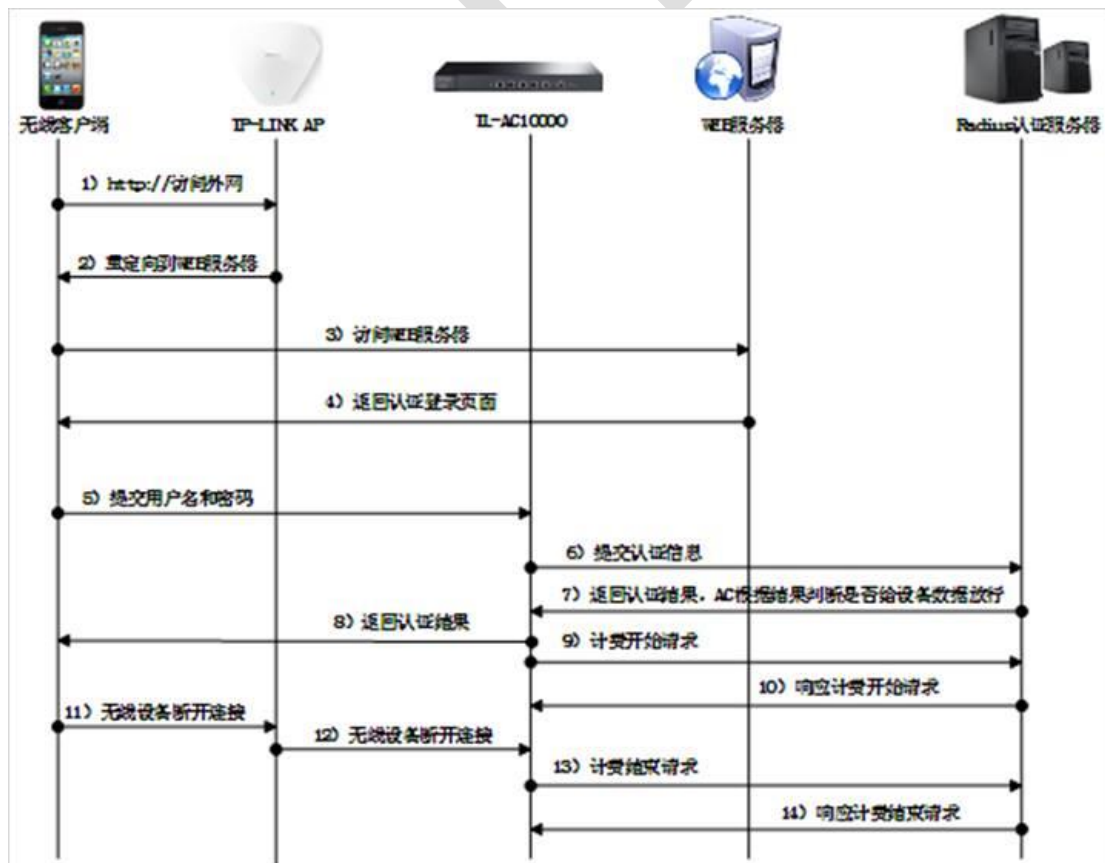 无线客户端
TP-LINK AP
TL-AC10000
WEB服务器
Radius认证服务器
1) http://访问外网
2) 重定向到WEB服务器
3) 访问WEB服务器
4) 返回认证登录页面
5) 提交用户名和密码
6) 提交认证信息
7) 返回认证结果，AC根据结果判断是否给设备数据放行
8) 返回认证结果
9) 计费开始请求
10) 响应计费开始请求
11) 无线设备断开连接
12) 无线设备断开连接
13) 计费结束请求
14) 响应计费结束请求